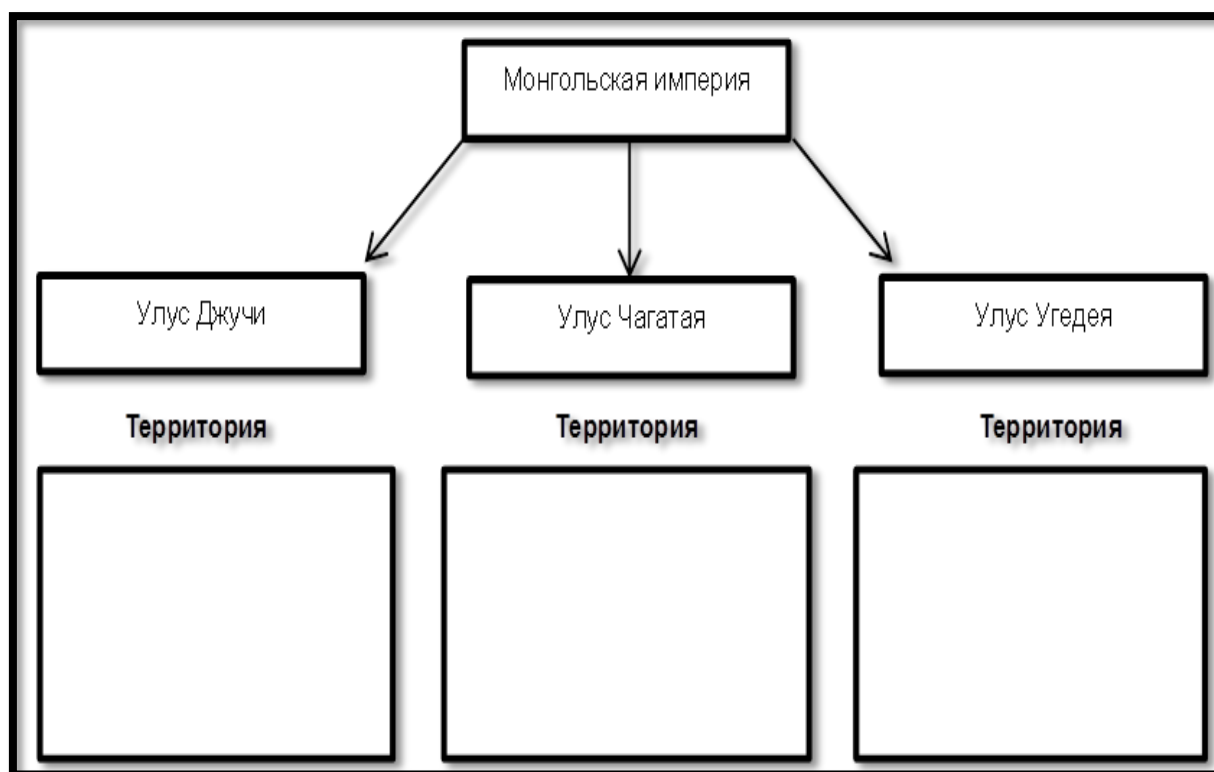 Монгольская империя
Улус Джучи
Улус Чагатая
Улус Угедея
Территория
Территория
Территория